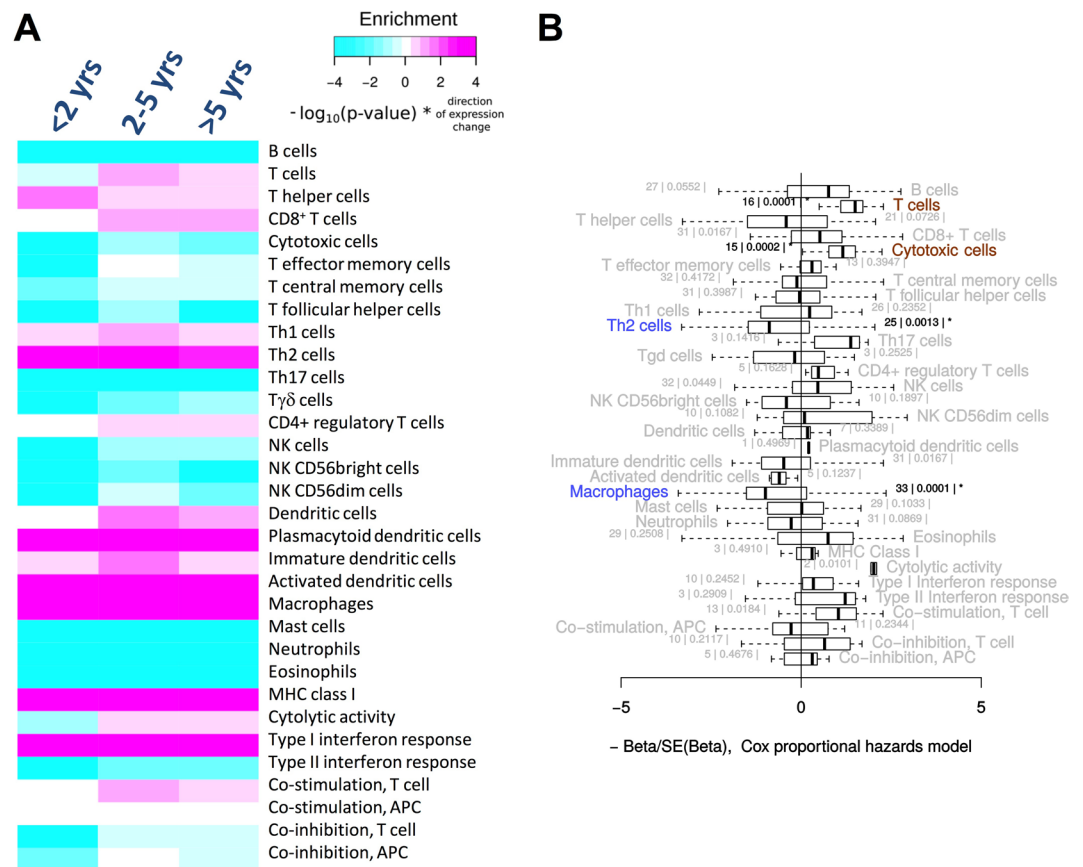 A
Enrichment
−4 −2 0 2 4
- log10(p-value) * direction of expression change
<2 yrs
2-5 yrs
>5 yrs
B cells
T cells
T helper cells
CD8+ T cells
Cytotoxic cells
T effector memory cells
T central memory cells
T follicular helper cells
Th1 cells
Th2 cells
Th17 cells
Tγδ cells
CD4+ regulatory T cells
NK cells
NK CD56bright cells
NK CD56dim cells
Dendritic cells
Plasmacytoid dendritic cells
Immature dendritic cells
Activated dendritic cells
Macrophages
Mast cells
Neutrophils
Eosinophils
MHC class I
Cytolytic activity
Type I interferon response
Type II interferon response
Co-stimulation, T cell
Co-stimulation, APC
Co-inhibition, T cell
Co-inhibition, APC
B
27 | 0.0552 | B cells
16 | 0.0001 | * T cells
T helper cells 21 | 0.0726 |
31 | 0.0167 | CD8+ T cells
15 | 0.0002 | * Cytotoxic cells
T effector memory cells 13 | 0.3947 |
32 | 0.4172 | T central memory cells
31 | 0.3987 | T follicular helper cells
Th1 cells 26 | 0.2352 |
Th2 cells 25 | 0.0013 | *
3 | 0.1416 | Th17 cells
Tgd cells 3 | 0.2525 |
5 | 0.1628 | CD4+ regulatory T cells
32 | 0.0449 | NK cells
NK CD56bright cells 10 | 0.1897 |
10 | 0.1082 | NK CD56dim cells
Dendritic cells 7 | 0.3389 |
1 | 0.4969 | Plasmacytoid dendritic cells
Immature dendritic cells 31 | 0.0167 |
Activated dendritic cells 5 | 0.1237 |
Macrophages 33 | 0.0001 | *
Mast cells 29 | 0.1033 |
Neutrophils 31 | 0.0869 |
29 | 0.2508 | Eosinophils
3 | 0.4910 | MHC Class I
2 | 0.0101 | Cytolytic activity
10 | 0.2452 | Type I Interferon response
3 | 0.2909 | Type II Interferon response
13 | 0.0184 | Co−stimulation, T cell
Co−stimulation, APC 11 | 0.2344 |
10 | 0.2117 | Co−inhibition, T cell
5 | 0.4676 | Co−inhibition, APC
−5 0 5
− Beta/SE(Beta), Cox proportional hazards model